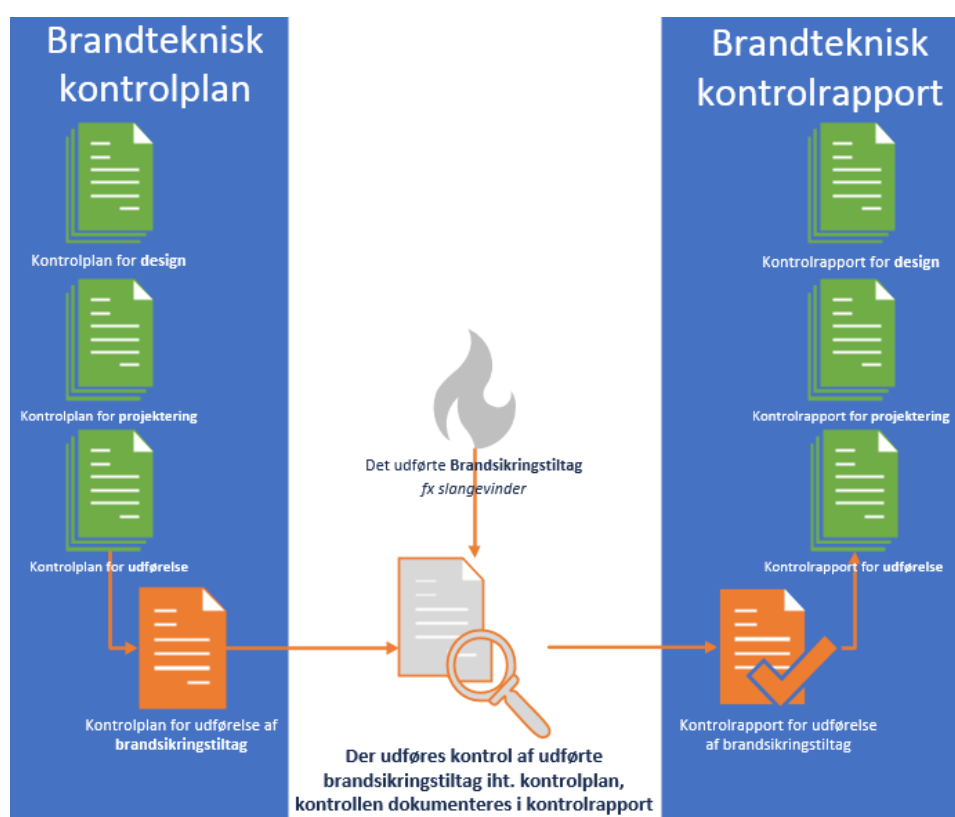 Brandteknisk
kontrolplan
Kontrolplan for design
Kontrolplan for projektering
Kontrolplan for udførelse
Kontrolplan for udførelse af
brandsikringstiltag
Det udførte Brandsikringstiltag
fx slangevinder
Der udføres kontrol af udførte
brandsikringstiltag iht. kontrolplan,
kontrollen dokumenteres i kontrolrapport
Brandteknisk
kontrolrapport
Kontrolrapport for design
Kontrolrapport for projektering
Kontrolrapport for udførelse
Kontrolrapport for udførelse
af brandsikringstiltag